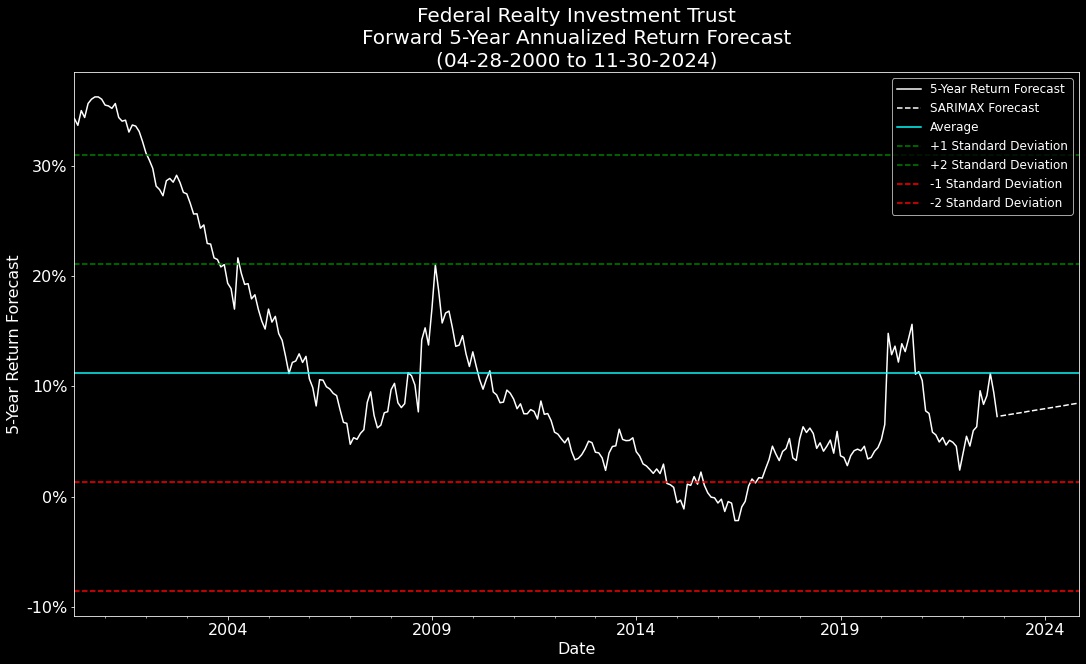 Federal Realty Investment Trust
Forward 5-Year Annualized Return Forecast
(04-28-2000 to 11-30-2024)
5-Year Return Forecast
SARIMAX Forecast
Average
+1 Standard Deviation
+2 Standard Deviation
-1 Standard Deviation
-2 Standard Deviation
5-Year Return Forecast
30%
20%
10%
0%
-10%
2004
2009
2014
2019
2024
Date